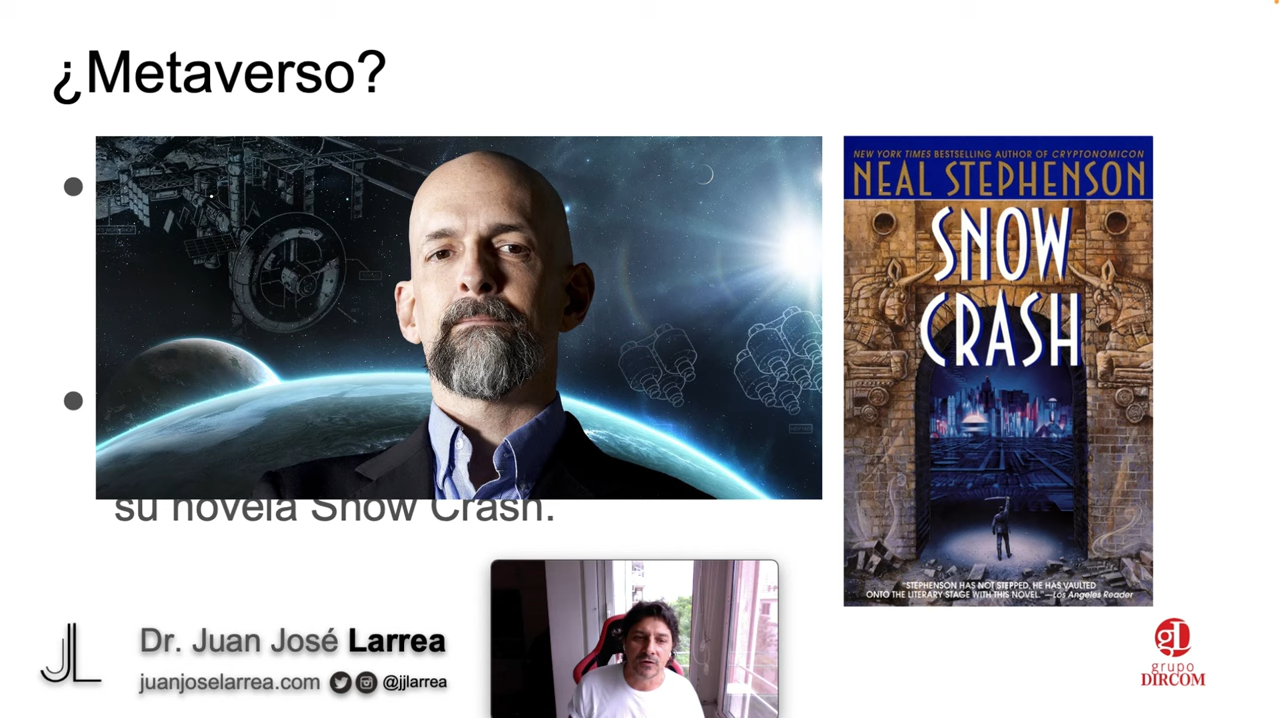 ¿Metaverso?
NEW YORK TIMES BESTSELLING AUTHOR OF CRYPTONOMICON
NEAL STEPHENSON
SNOW
CRASH
su novela Snow Crash.
"STEPHENSON HAS NOT STEPPED, HE HAS VAULTED
ONTO THE LITERARY STAGE WITH THIS NOVEL."—Los Angeles Reader
JL
Dr. Juan José Larrea
juanjoselarrea.com @jjlarrea
gD
grupo
DIRCOM